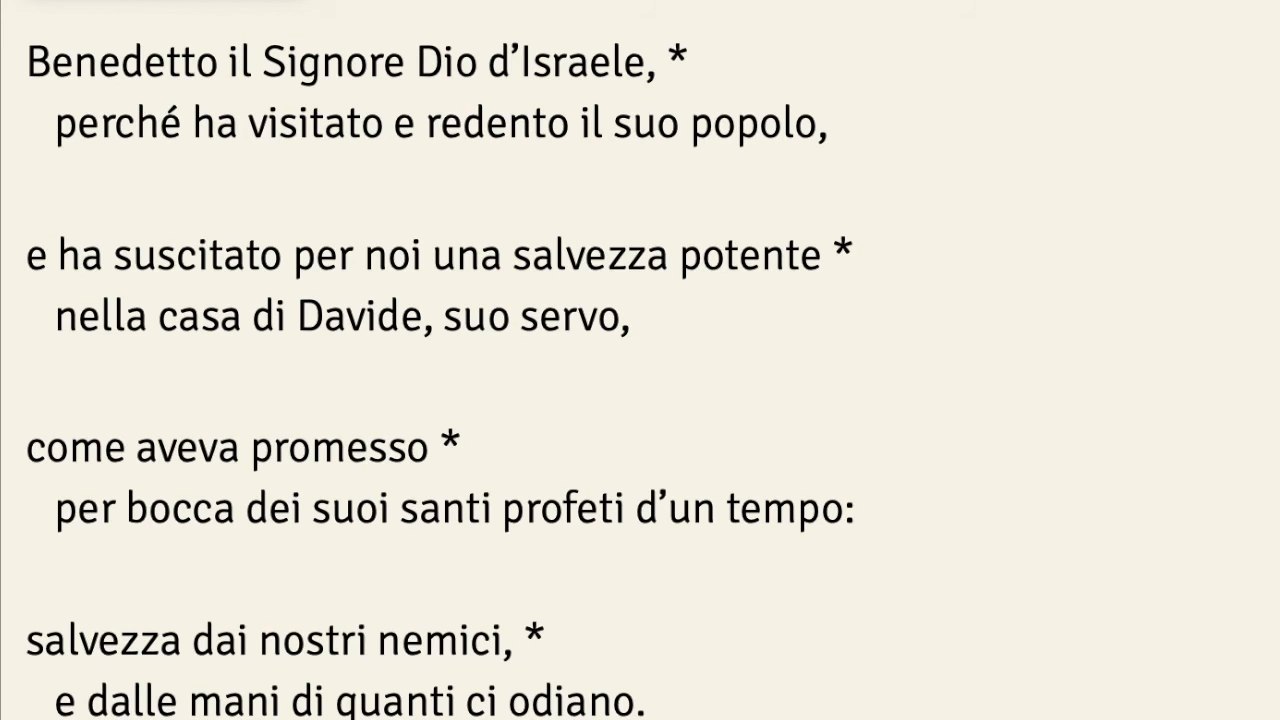 Benedetto il Signore Dio d’Israele, *
perché ha visitato e redento il suo popolo,
e ha suscitato per noi una salvezza potente *
nella casa di Davide, suo servo,
come aveva promesso *
per bocca dei suoi santi profeti d’un tempo:
salvezza dai nostri nemici, *
e dalle mani di quanti ci odiano.